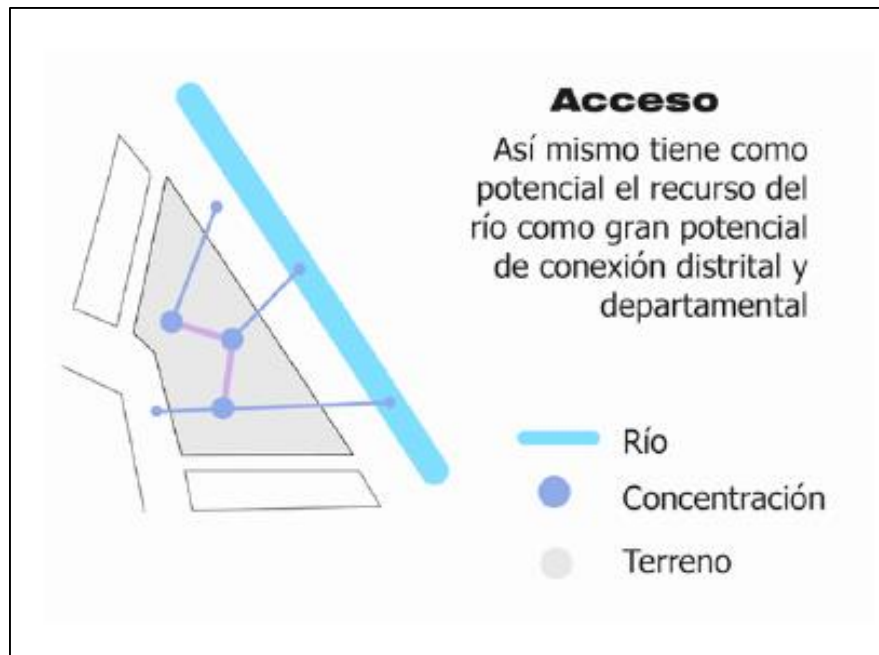 Acceso
Así mismo tiene como
potencial el recurso del
río como gran potencial
de conexión distrital y
departamental
Río
Concentración
Terreno